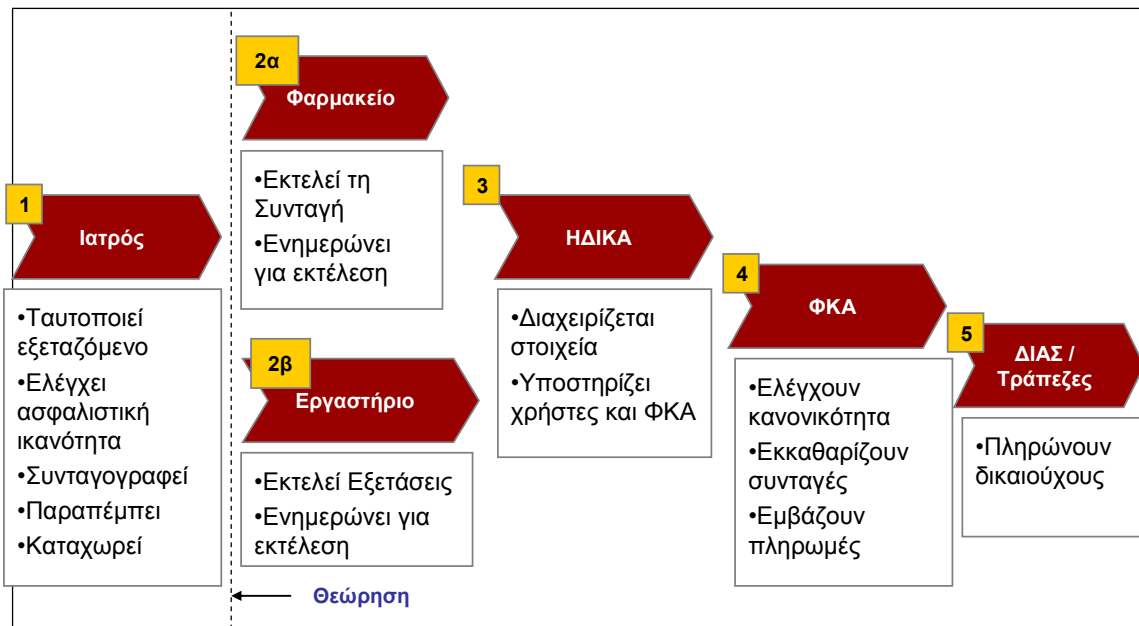 1
Ιατρός
•Ταυτοποιεί
εξεταζόμενο
•Ελέγχει
ασφαλιστική
ικανότητα
•Συνταγογραφεί
•Παραπέμπει
•Καταχωρεί
2α
Φαρμακείο
•Εκτελεί τη
Συνταγή
•Ενημερώνει
για εκτέλεση
2β
Εργαστήριο
•Εκτελεί Εξετάσεις
•Ενημερώνει για
εκτέλεση
Θεώρηση
3
ΗΔΙΚΑ
•Διαχειρίζεται
στοιχεία
•Υποστηρίζει
χρήστες και ΦΚΑ
4
ΦΚΑ
•Ελέγχουν
κανονικότητα
•Εκκαθαρίζουν
συνταγές
•Εμβάζουν
πληρωμές
5
ΔΙΑΣ /
Τράπεζες
•Πληρώνουν
δικαιούχους